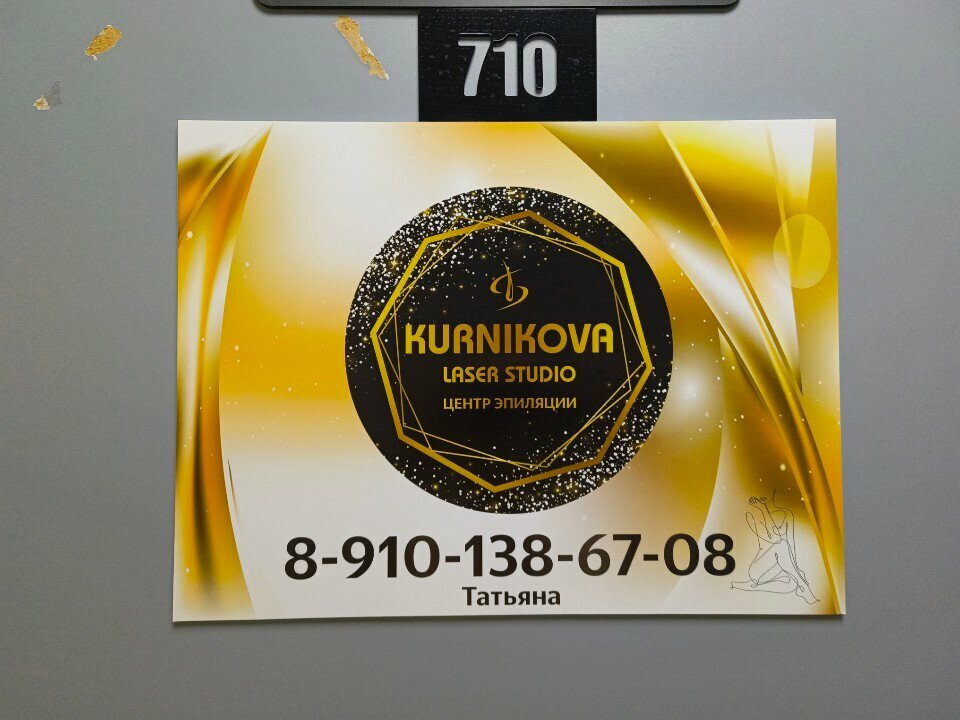 710
KURNIKOVA
LASER STUDIO
ЦЕНТР ЭПИЛЯЦИИ
8-910-138-67-08
Татьяна